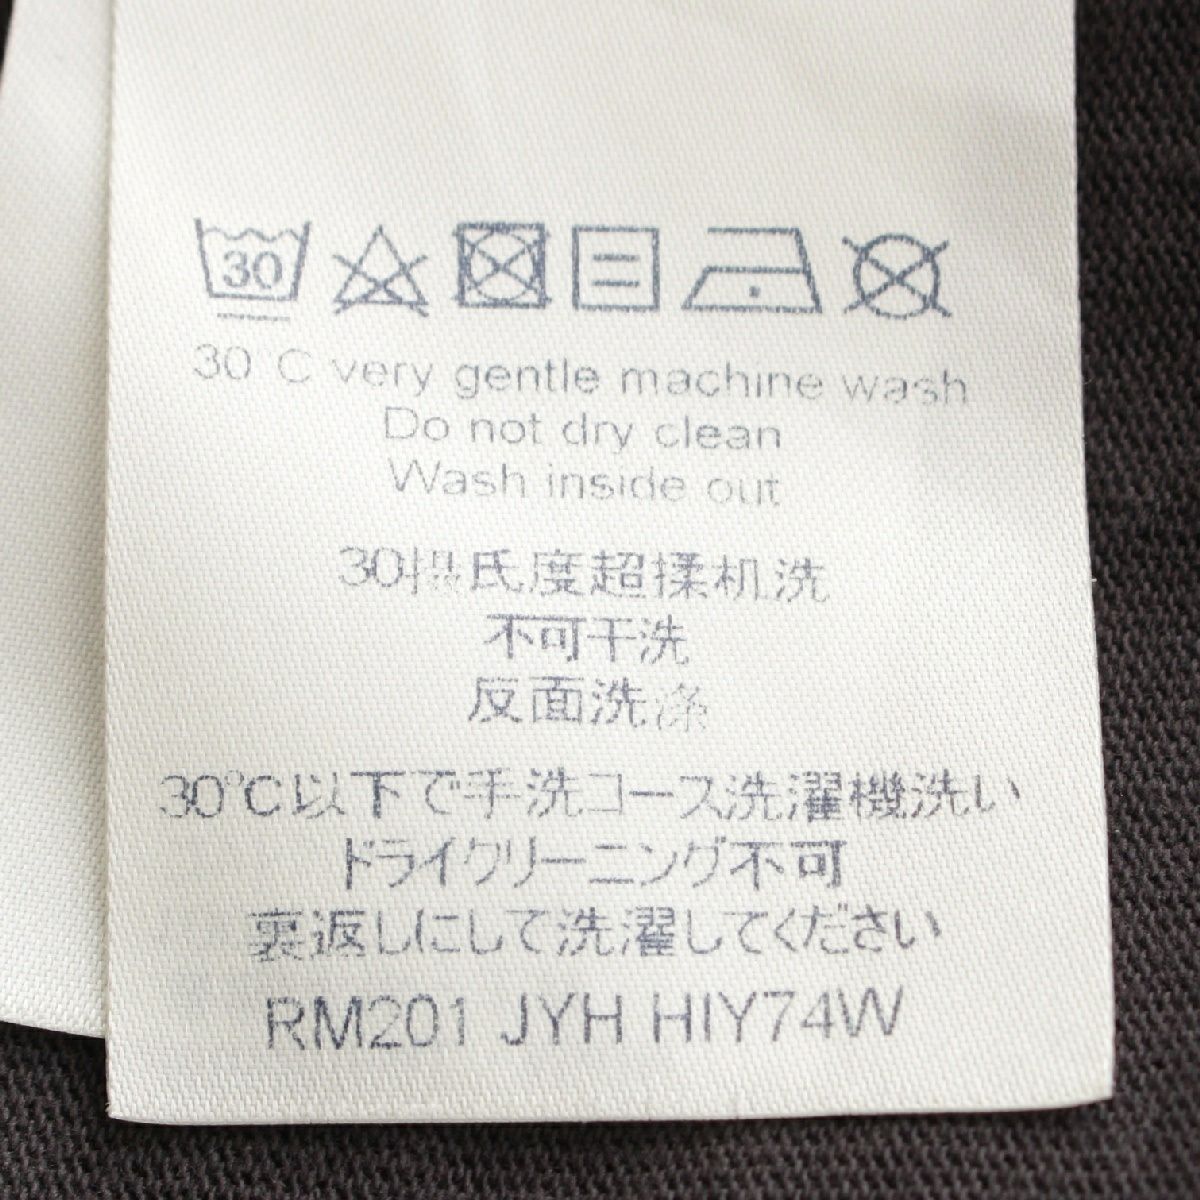 30
30°C very gentle machine wash
Do not dry clean
Wash inside out
30摄氏度超揉机洗
不可干洗
反面洗涤
30°C以下で手洗コース洗濯機洗い
ドライクリーニング不可
裏返しにして洗濯してください
RM201 JYH HIY74W